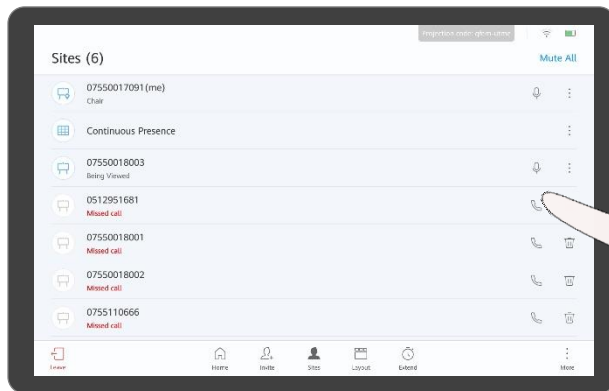 Sites (6)
Mute All
07550017091(me)
Chair
Continuous Presence
07550018003
Being Viewed
0512951681
Missed call
07550018001
Missed call
07550018002
Missed call
0755110666
Missed call
Leave
Home
Invite
Sites
Layout
Extend
More